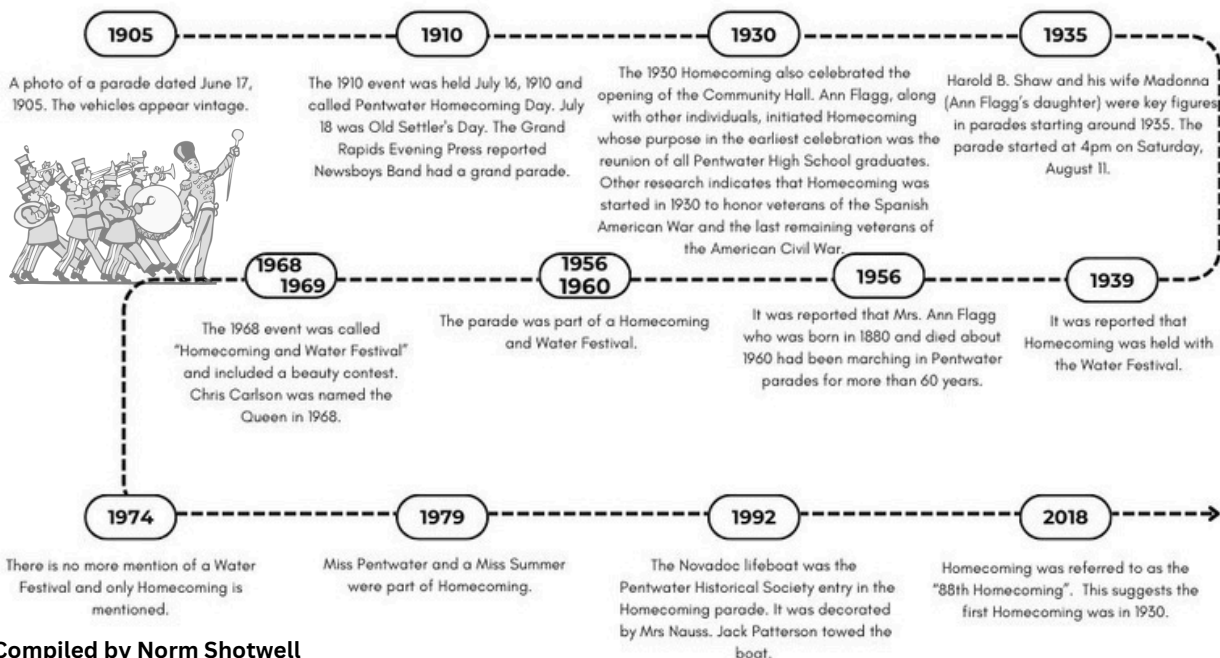 1905
A photo of a parade dated June 17,
1905. The vehicles appear vintage.
1910
The 1910 event was held July 16, 1910 and
called Pentwater Homecoming Day. July
18 was Old Settler's Day. The Grand
Rapids Evening Press reported
Newsboys Band had a grand parade.
1930
The 1930 Homecoming also celebrated the
opening of the Community Hall. Ann Flagg, along
with other individuals, initiated Homecoming
whose purpose in the earliest celebration was the
reunion of all Pentwater High School graduates.
Other research indicates that Homecoming was
started in 1930 to honor veterans of the Spanish
American War and the last remaining veterans of
the American Civil War.
1935
Harold B. Shaw and his wife Madonna
(Ann Flagg's daughter) were key figures
in parades starting around 1935. The
parade started at 4pm on Saturday,
August 11.
1939
It was reported that
Homecoming was held with
the Water Festival.
1956
It was reported that Mrs. Ann Flagg
who was born in 1880 and died about
1960 had been marching in Pentwater
parades for more than 60 years.
1956
1960
The parade was part of a Homecoming
and Water Festival.
1968
1969
The 1968 event was called
"Homecoming and Water Festival"
and included a beauty contest.
Chris Carlson was named the
Queen in 1968.
1974
There is no more mention of a Water
Festival and only Homecoming is
mentioned.
1979
Miss Pentwater and a Miss Summer
were part of Homecoming.
1992
The Novadoc lifeboat was the
Pentwater Historical Society entry in the
Homecoming parade. It was decorated
by Mrs Nauss. Jack Patterson towed the
boat.
2018
Homecoming was referred to as the
"88th Homecoming". This suggests the
first Homecoming was in 1930.
Compiled by Norm Shotwell